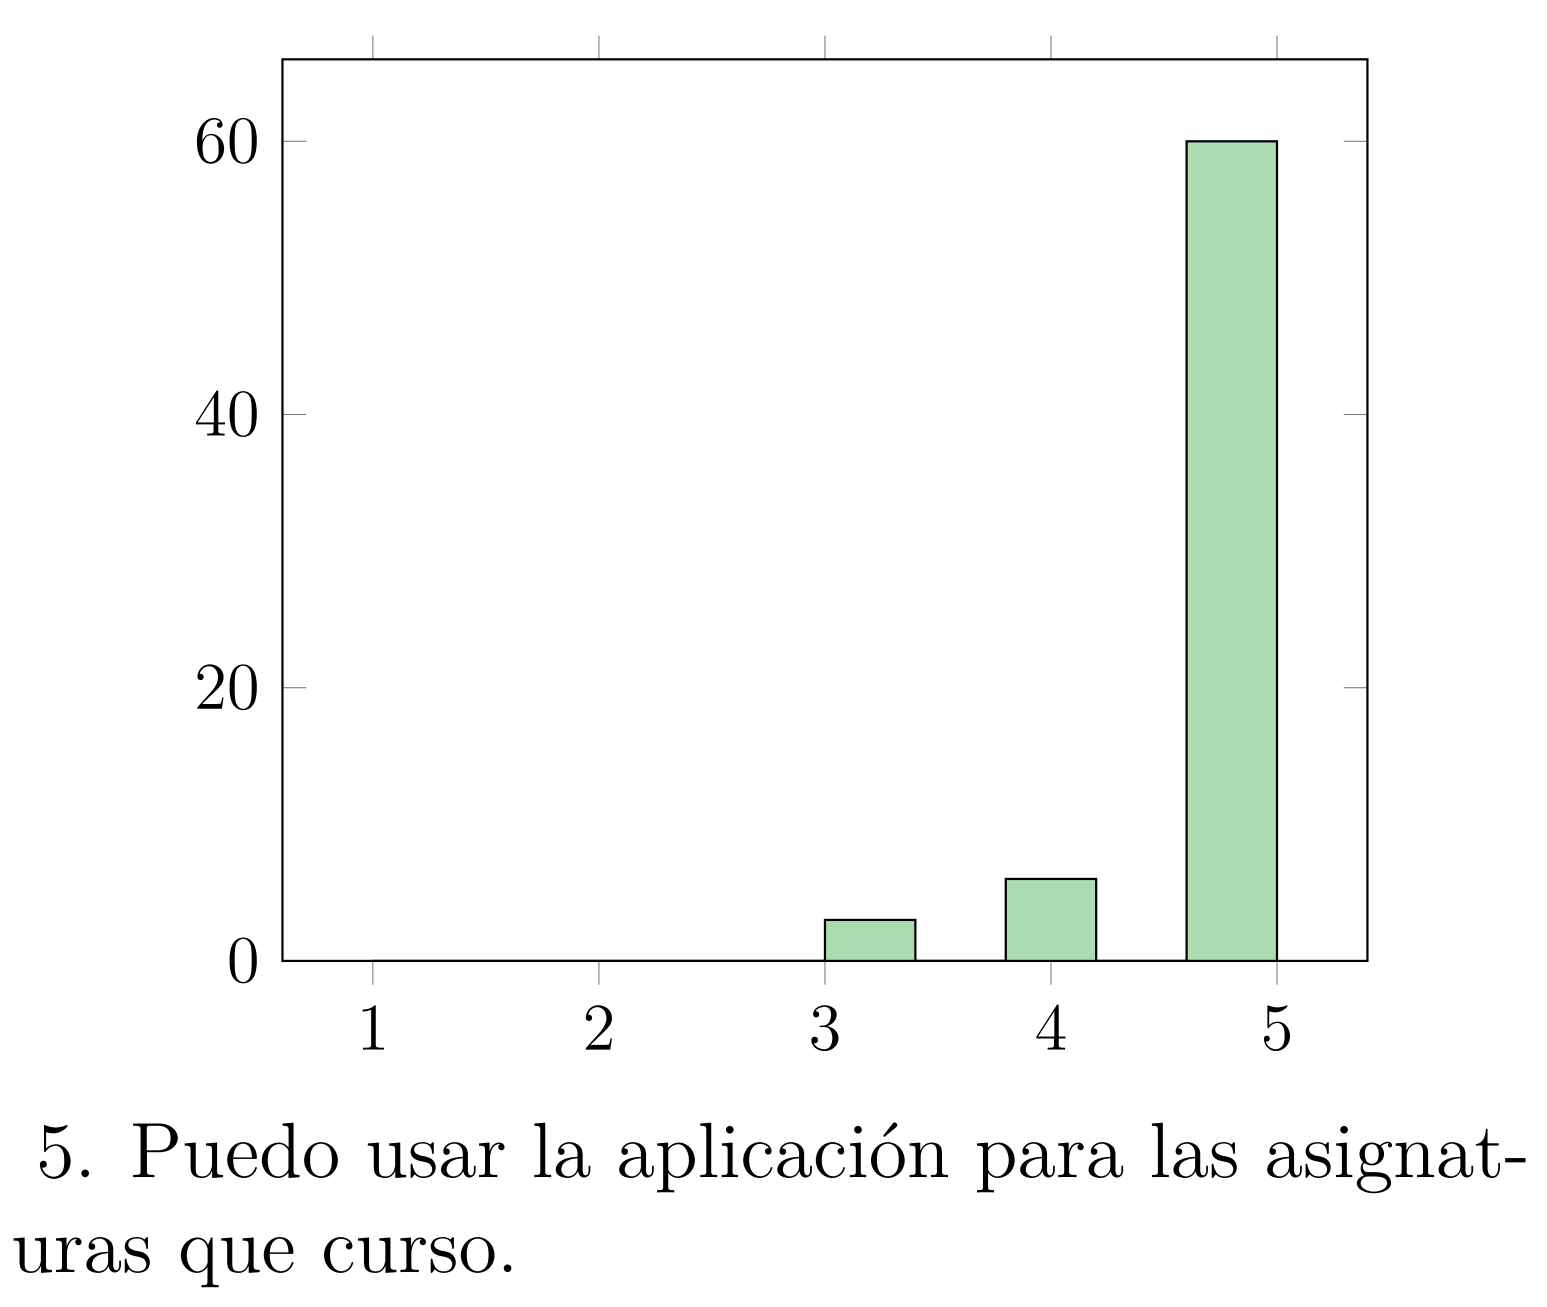 60
40
20
0
1 2 3 4 5
5. Puedo usar la aplicación para las asignat-
uras que curso.